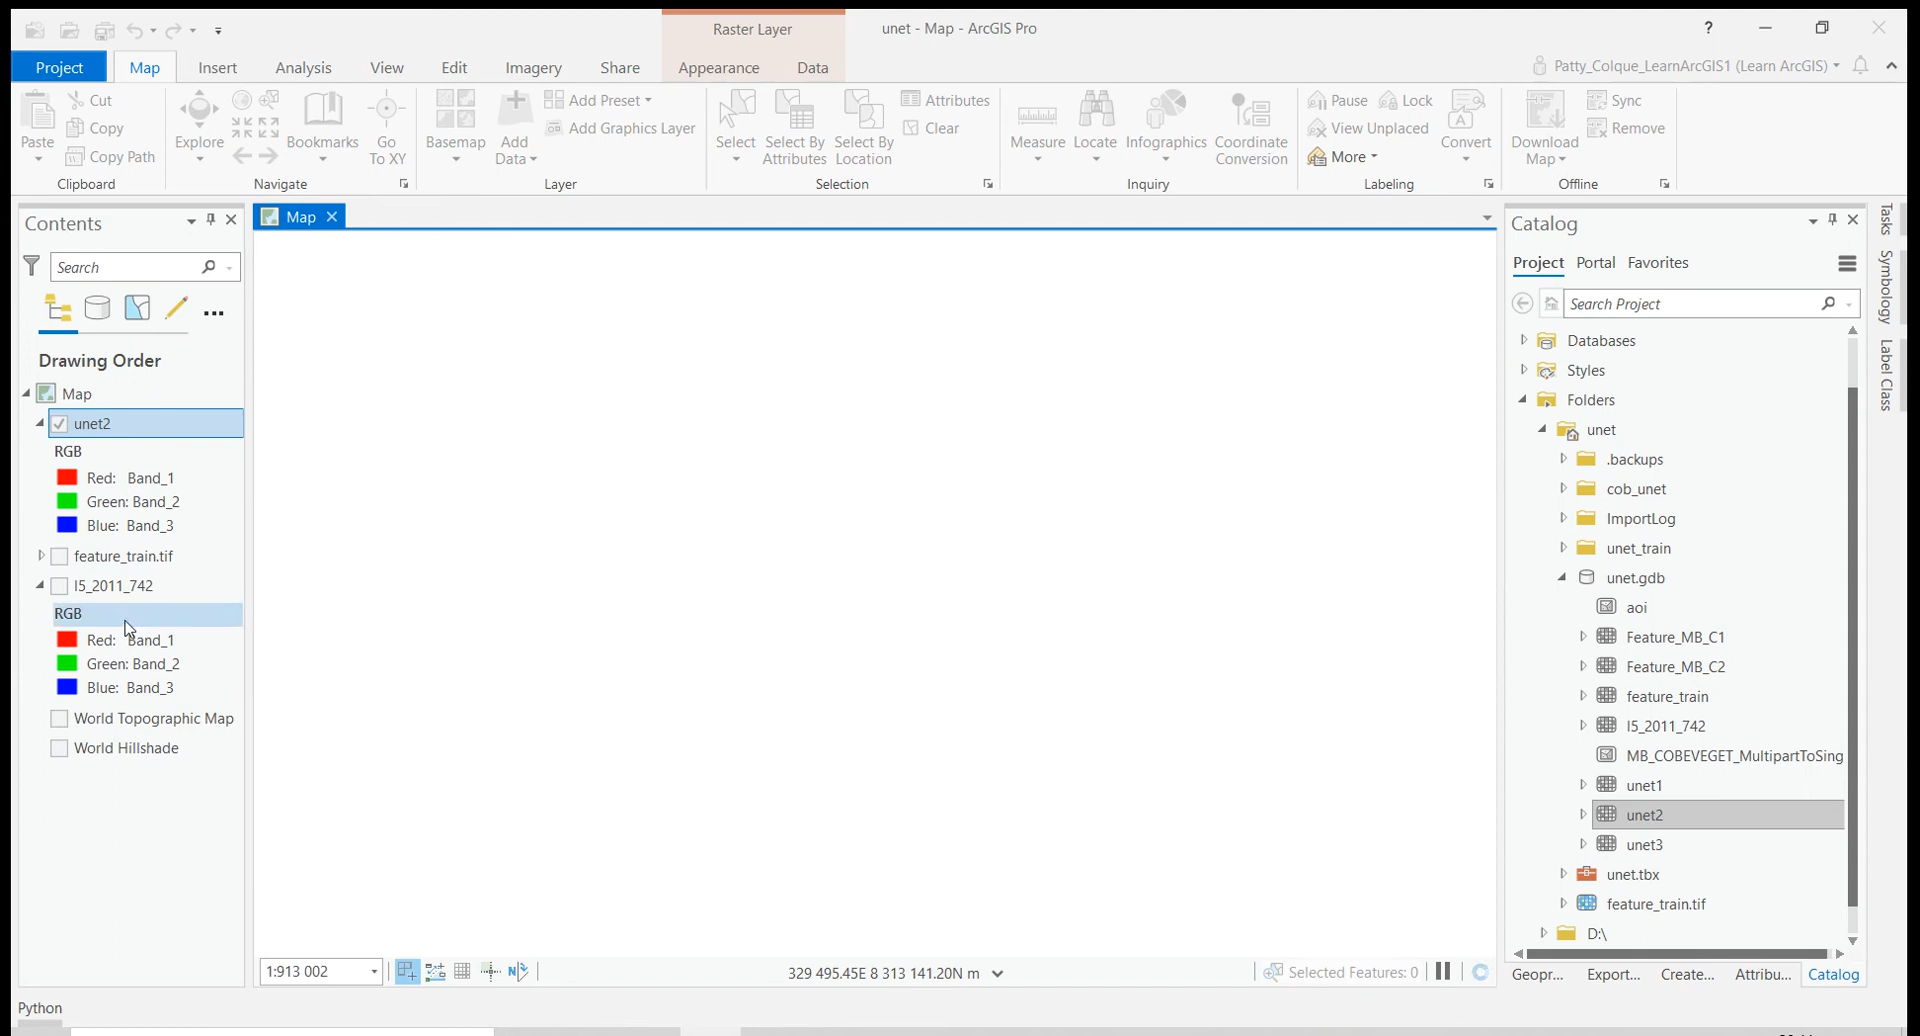 Raster Layer
unet - Map - ArcGIS Pro
?
Project
Map
Insert
Analysis
View
Edit
Imagery
Share
Appearance
Data
Patty_Colque_LearnArcGIS1 (Learn ArcGIS)
Paste
Cut
Copy
Copy Path
Clipboard
Explore
Bookmarks
Go
To XY
Navigate
Basemap
Add
Data
Add Preset
Add Graphics Layer
Layer
Select
Select By
Attributes
Select By
Location
Attributes
Clear
Selection
Measure
Locate
Infographics
Coordinate
Conversion
Inquiry
Pause
Lock
View Unplaced
More
Convert
Labeling
Download
Map
Sync
Remove
Offline
Contents
Search
Drawing Order
Map
unet2
RGB
Red: Band_1
Green: Band_2
Blue: Band_3
feature_train.tif
I5_2011_742
RGB
Red: Band_1
Green: Band_2
Blue: Band_3
World Topographic Map
World Hillshade
Map
1:913 002
329 495.45E 8 313 141.20N m
Selected Features: 0
Catalog
Project
Portal
Favorites
Search Project
Databases
Styles
Folders
unet
.backups
cob_unet
ImportLog
unet_train
unet.gdb
aoi
Feature_MB_C1
Feature_MB_C2
feature_train
I5_2011_742
MB_COBEVEGET_MultipartToSing
unet1
unet2
unet3
unet.tbx
feature_train.tif
D:\
Geopr...
Export...
Create...
Attribu...
Catalog
Tasks
Symbology
Label Class
Python